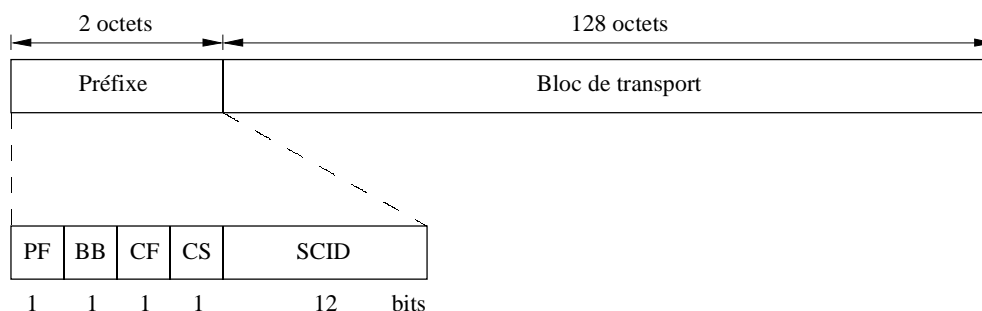 2 octets 128 octets
Préfixe Bloc de transport
PF BB CF CS SCID
1 1 1 1 12 bits